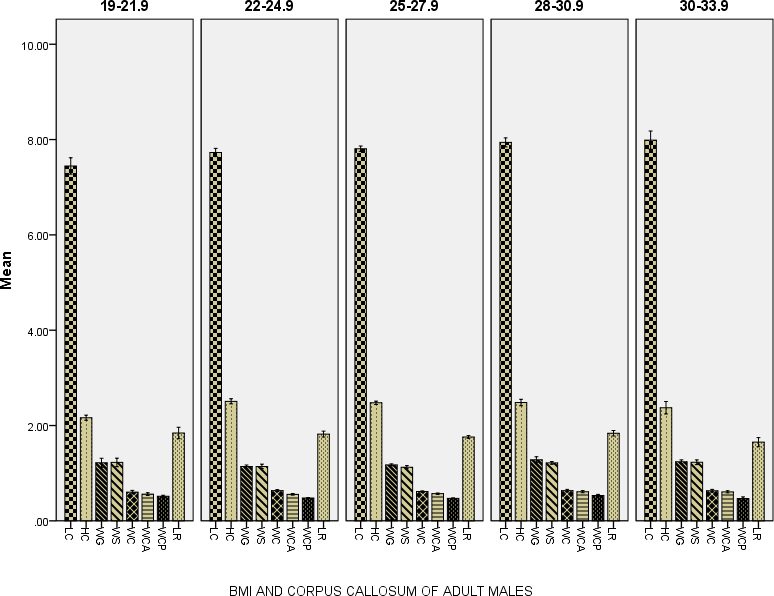 19-21.9 22-24.9 25-27.9 28-30.9 30-33.9
10.00
8.00
6.00
4.00
2.00
.00
Mean
LC HC WG WS WC WCA WCP LR LC HC WG WS WC WCA WCP LR LC HC WG WS WC WCA WCP LR LC HC WG WS WC WCA WCP LR LC HC WG WS WC WCA WCP LR
BMI AND CORPUS CALLOSUM OF ADULT MALES